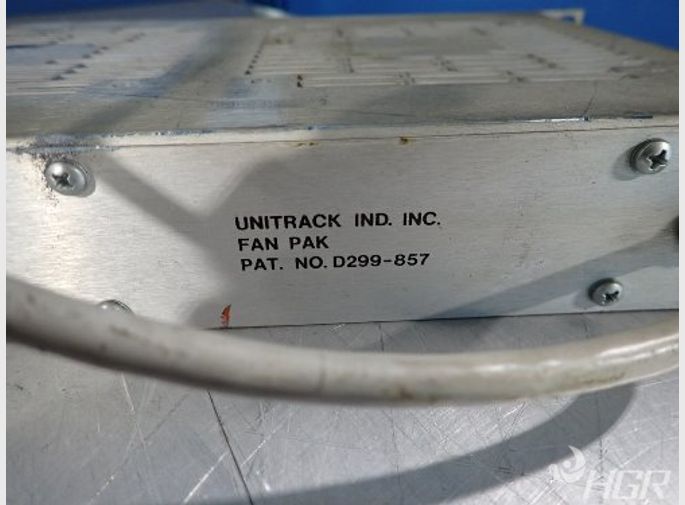 UNITRACK IND. INC.
FAN PAK
PAT. NO. D299-857
HGR